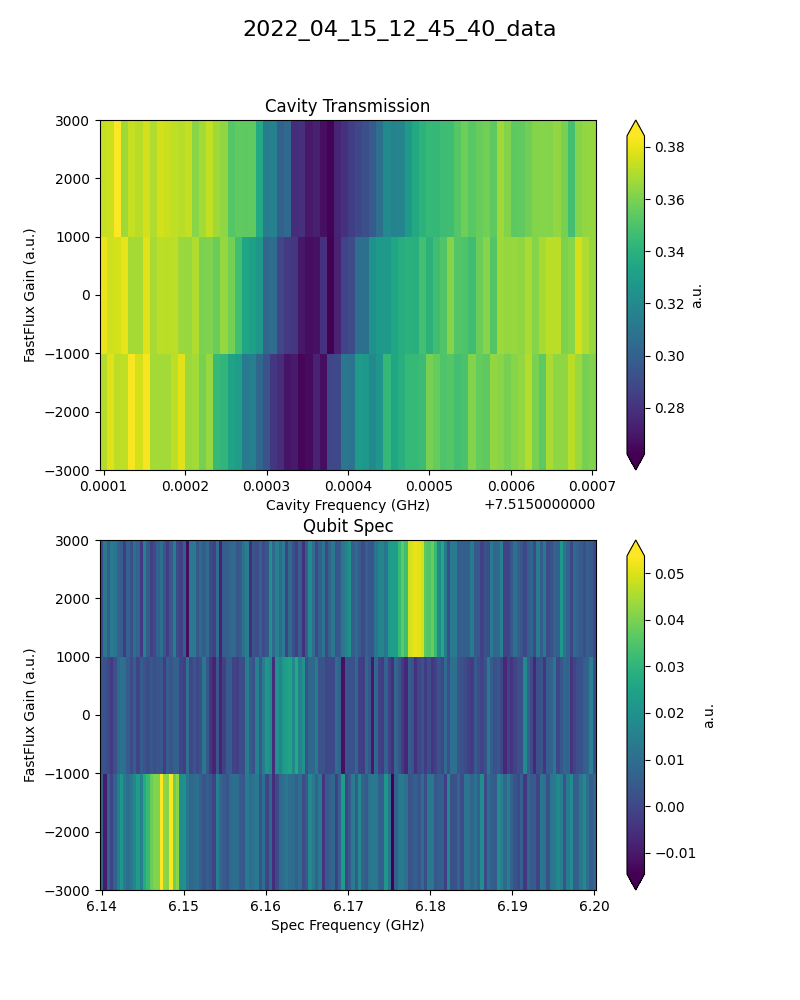 2022_04_15_12_45_40_data
Cavity Transmission
3000
2000
1000
0
−1000
−2000
−3000
FastFlux Gain (a.u.)
0.0001 0.0002 0.0003 0.0004 0.0005 0.0006 0.0007
Cavity Frequency (GHz)
+7.5150000000
0.38
0.36
0.34
0.32
0.30
0.28
a.u.
Qubit Spec
3000
2000
1000
0
−1000
−2000
−3000
FastFlux Gain (a.u.)
6.14 6.15 6.16 6.17 6.18 6.19 6.20
Spec Frequency (GHz)
0.05
0.04
0.03
0.02
0.01
0.00
−0.01
a.u.